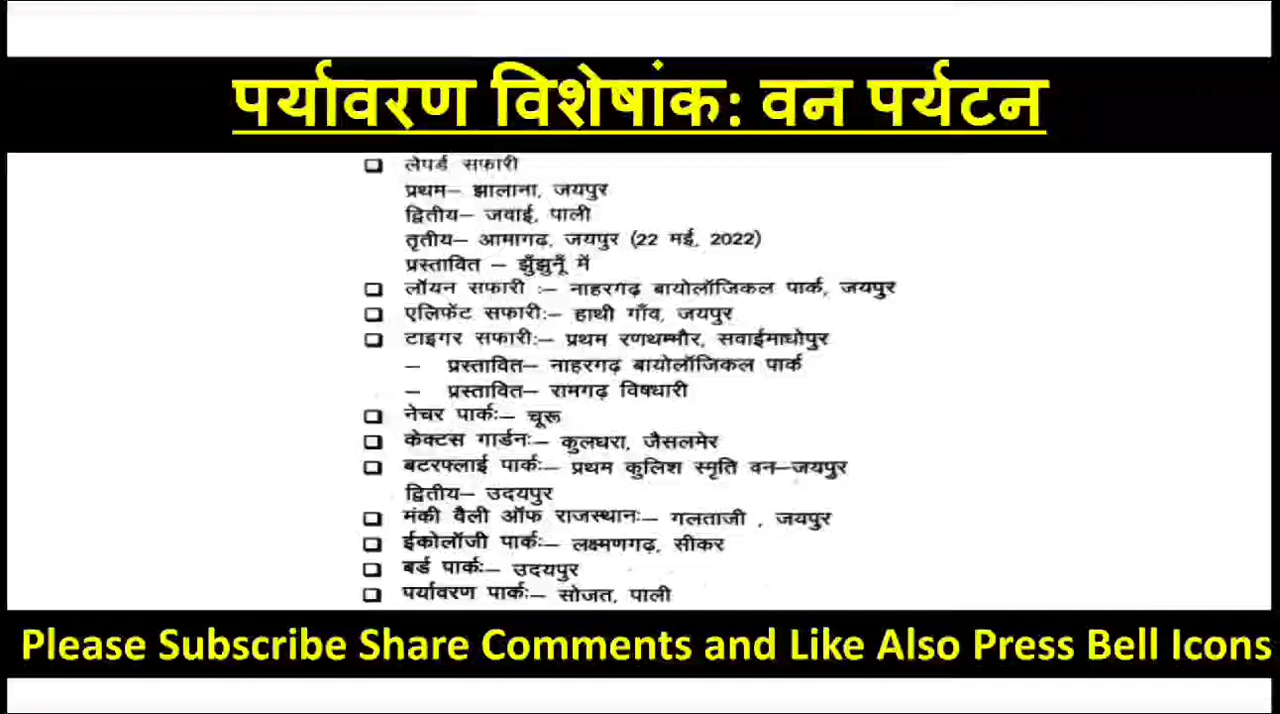 पर्यावरण विशेषांक: वन पर्यटन
❑ लेपर्ड सफारी
प्रथम– झालाना, जयपुर
द्वितीय– जवाई, पाली
तृतीय– आमागढ, जयपुर (22 मई, 2022)
प्रस्तावित – झुँझुनूँ में
❑ लॉयन सफारी :– नाहरगढ़ बायोलॉजिकल पार्क, जयपुर
❑ एलिफेंट सफारी:– हाथी गाँव, जयपुर
❑ टाइगर सफारी:– प्रथम रणथम्भौर, सवाईमाधोपुर
– प्रस्तावित– नाहरगढ़ बायोलॉजिकल पार्क
– प्रस्तावित– रामगढ़ विषधारी
❑ नेचर पार्क:– चूरू
❑ केक्टस गार्डन:– कुलधरा, जैसलमेर
❑ बटरफ्लाई पार्क:– प्रथम कुलिश स्मृति वन–जयपुर
द्वितीय– उदयपुर
❑ मंकी वैली ऑफ राजस्थान:– गलताजी , जयपुर
❑ ईकोलॉजी पार्क:– लक्ष्मणगढ़, सीकर
❑ बर्ड पार्क:– उदयपुर
❑ पर्यावरण पार्क:– सोजत, पाली
Please Subscribe Share Comments and Like Also Press Bell Icons